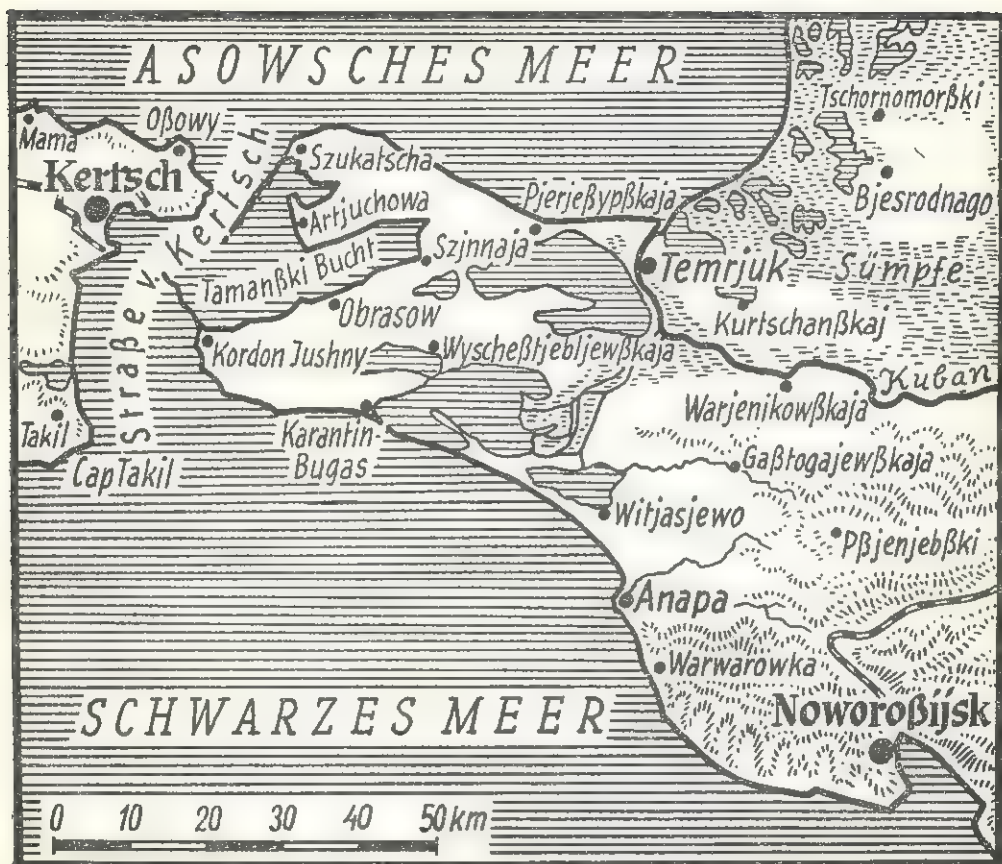 ASOWSCHES MEER
Tschornomorßki
Mama
Oßowy
Kertsch
Szukatscha
Pjerjeßypßkaja
Bjesrodnago
Artjuchowa
Straße v. Kertsch
Tamanßki Bucht
Szinnaja
Temrjuk
Sümpfe
Obrasow
Kurtschanßkaj
Kordon Jushny
Wyscheßtjebljewßkaja
Kuban
Warjenikowßkaja
Takil
Karantin-
Bugas
Cap Takil
Gaßtogajewßkaja
Witjasjewo
Pßjenjebßki
Anapa
Warwarowka
SCHWARZES MEER
Noworoßijsk
0 10 20 30 40 50 km